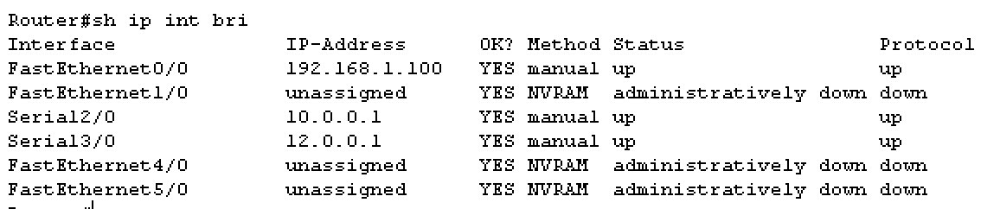 Router#sh ip int bri
Interface IP-Address OK? Method Status Protocol
FastEthernet0/0 192.168.1.100 YES manual up up
FastEthernet1/0 unassigned YES NVRAM administratively down down
Serial2/0 10.0.0.1 YES manual up up
Serial3/0 12.0.0.1 YES manual up up
FastEthernet4/0 unassigned YES NVRAM administratively down down
FastEthernet5/0 unassigned YES NVRAM administratively down down